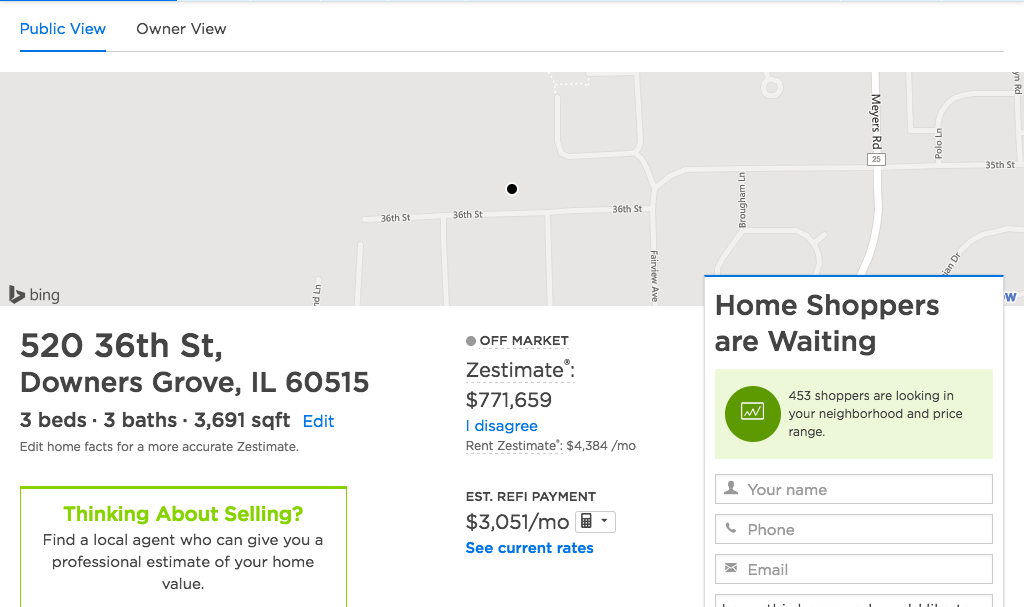 Public View
Owner View
Meyers Rd
25
Polo Ln
35th St
36th St
36th St
36th St
Brougham Ln
Fairview Ave
bing
520 36th St,
Downers Grove, IL 60515
3 beds · 3 baths · 3,691 sqft Edit
Edit home facts for a more accurate Zestimate.
Thinking About Selling?
Find a local agent who can give you a
professional estimate of your home
value.
OFF MARKET
Zestimate®:
$771,659
I disagree
Rent Zestimate®: $4,384 /mo
EST. REFI PAYMENT
$3,051/mo
See current rates
Home Shoppers
are Waiting
453 shoppers are looking in
your neighborhood and price
range.
Your name
Phone
Email